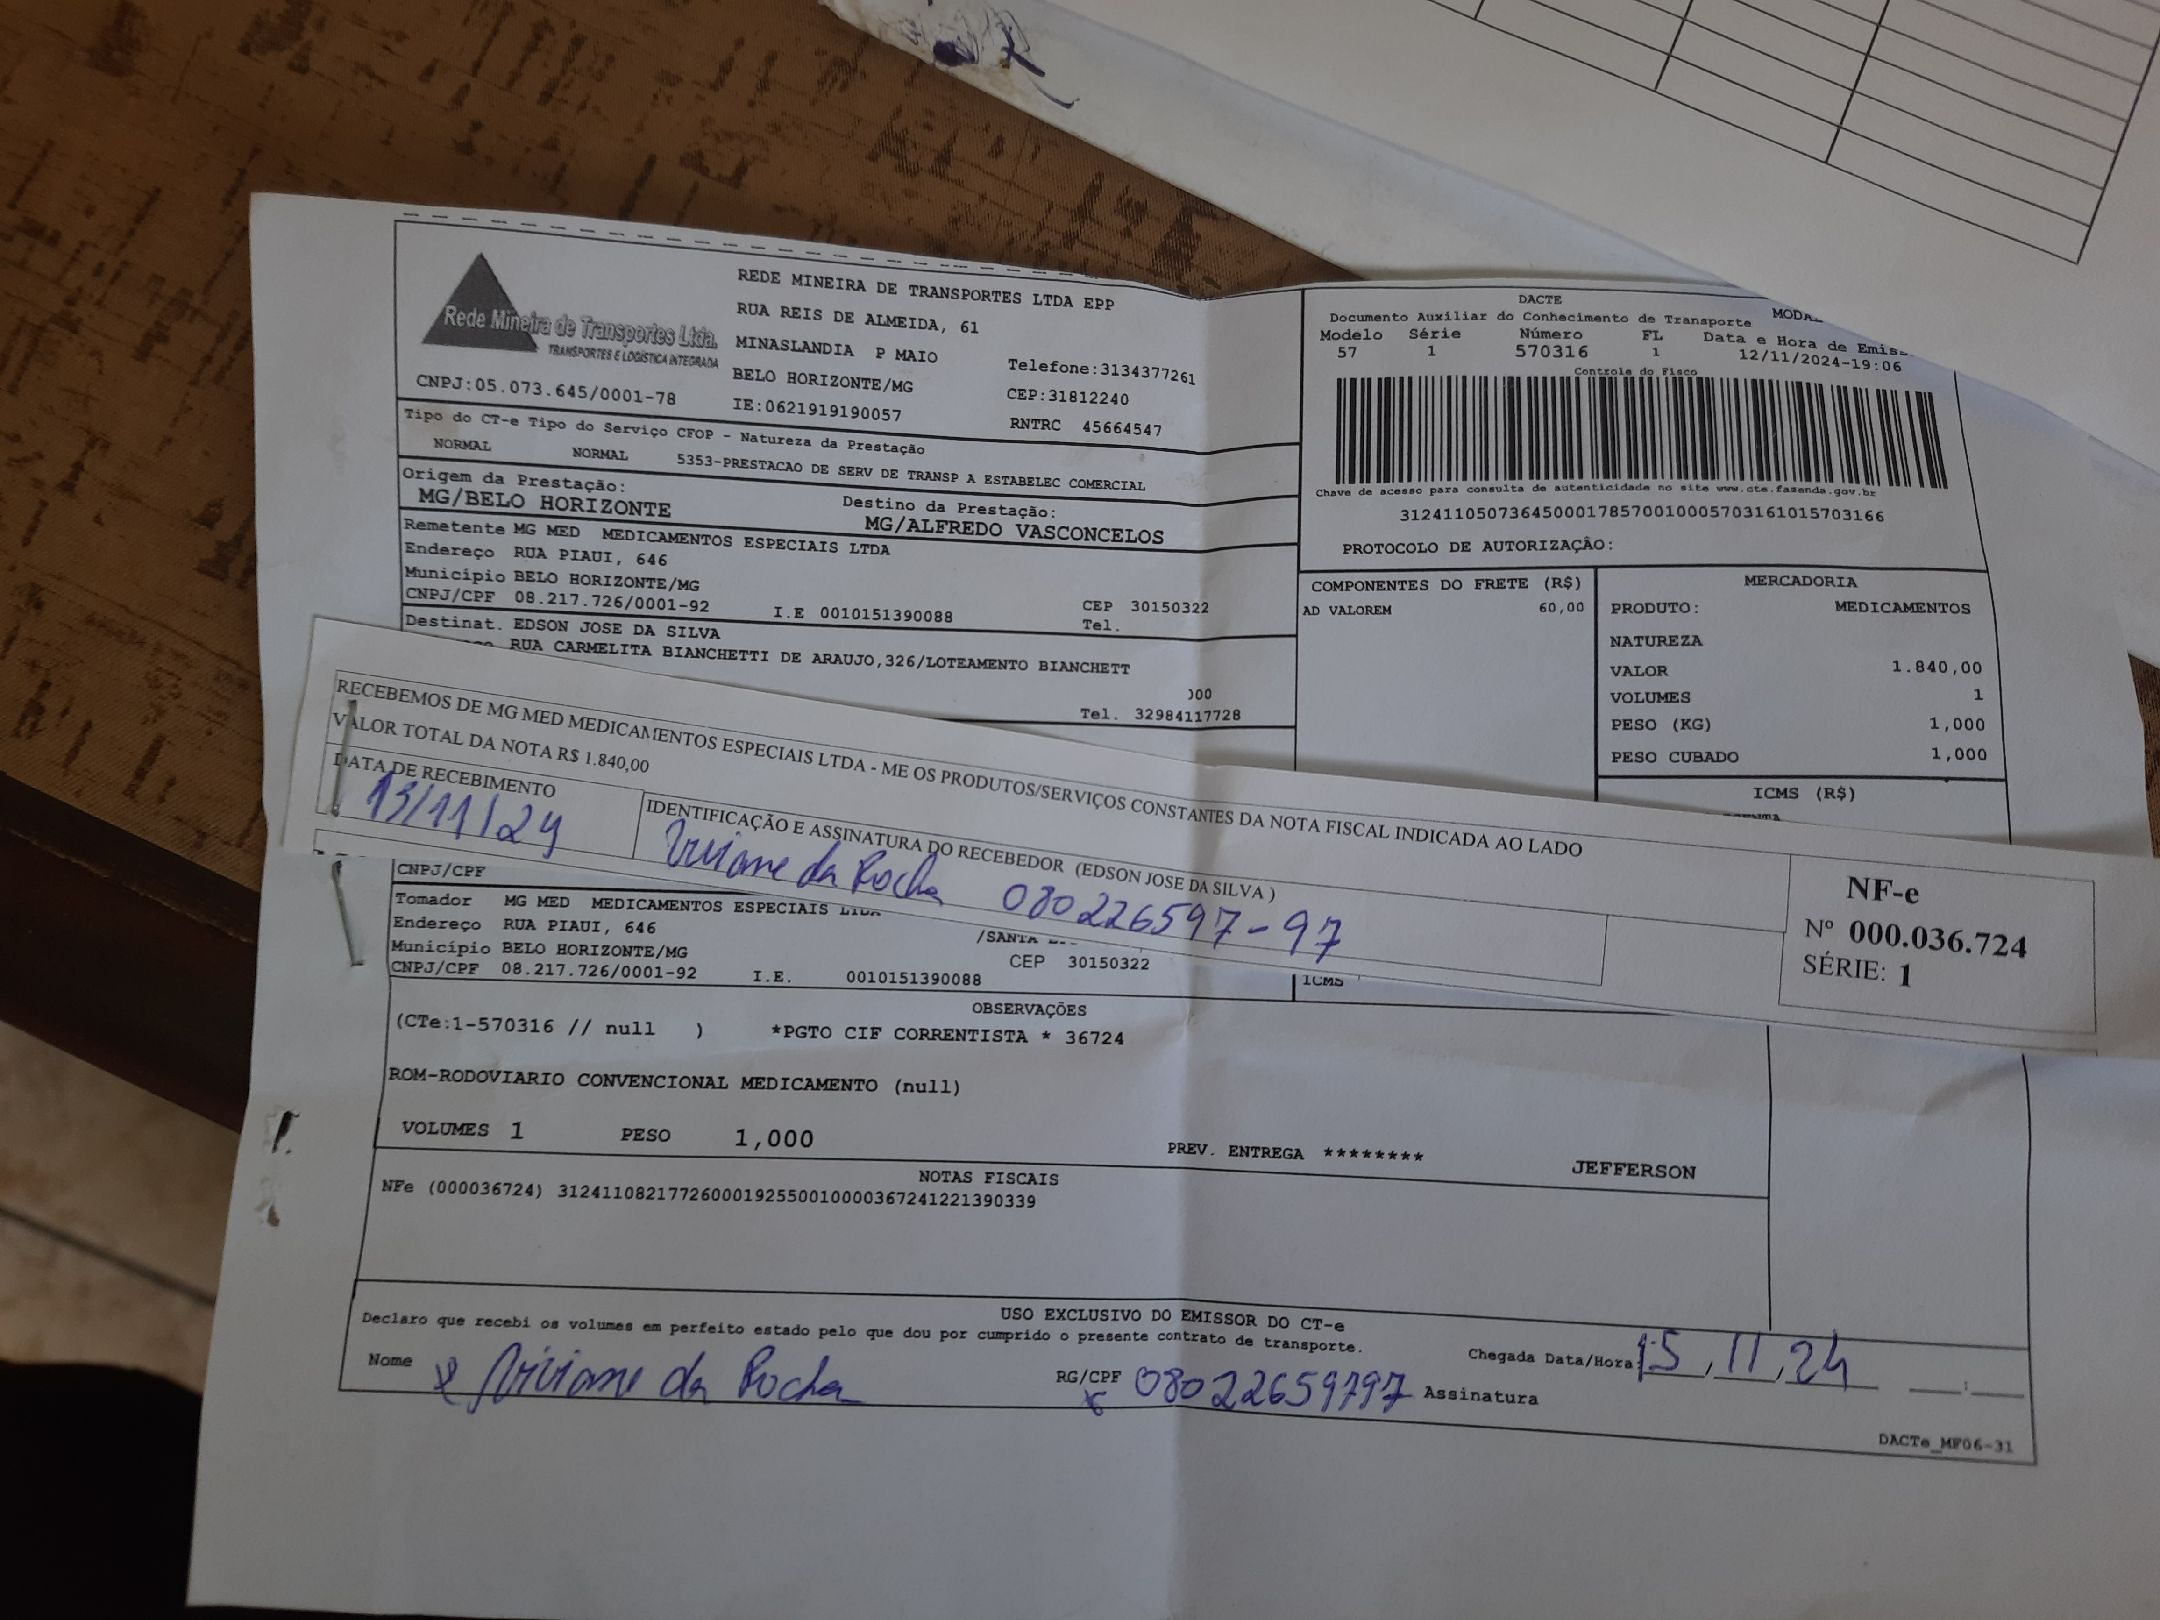 Rede Mineira de Transportes Ltda.
TRANSPORTES E LOGÍSTICA INTEGRADA
CNPJ:05.073.645/0001-78
REDE MINEIRA DE TRANSPORTES LTDA EPP
RUA REIS DE ALMEIDA, 61
MINASLANDIA P MAIO
BELO HORIZONTE/MG
IE:0621919190057
Telefone:3134377261
CEP:31812240
RNTRC 45664547
DACTE
Documento Auxiliar do Conhecimento de Transporte
Modelo Série Número FL Data e Hora de
57 1 570316 1 12/11/2024-19:06
Controle do Fisco
Chave de acesso para consulta de autenticidade no site www.cte.fazenda.gov.br
31241105073645000178570010005703161015703166
PROTOCOLO DE AUTORIZAÇÂO:
Tipo do CT-e Tipo do Serviço CFOP - Natureza da Prestação
NORMAL NORMAL 5353-PRESTACAO DE SERV DE TRANSP A ESTABELEC COMERCIAL
Origem da Prestação: Destino da Prestação:
MG/BELO HORIZONTE MG/ALFREDO VASCONCELOS
Remetente MG MED MEDICAMENTOS ESPECIAIS LTDA
Endereço RUA PIAUI, 646
Município BELO HORIZONTE/MG CEP 30150322
CNPJ/CPF 08.217.726/0001-92 I.E 0010151390088 Tel.
Destinat. EDSON JOSE DA SILVA
RUA CARMELITA BIANCHETTI DE ARAUJO,326/LOTEAMENTO BIANCHETT
Tel. 32984117728
COMPONENTES DO FRETE (R$)
AD VALOREM 60,00
MERCADORIA
PRODUTO: MEDICAMENTOS
NATUREZA
VALOR 1.840,00
VOLUMES 1
PESO (KG) 1,000
PESO CUBADO 1,000
ICMS (R$)
RECEBEMOS DE MG MED MEDICAMENTOS ESPECIAIS LTDA - ME OS PRODUTOS/SERVIÇOS CONSTANTES DA NOTA FISCAL INDICADA AO LADO
VALOR TOTAL DA NOTA R$ 1.840,00
DATA DE RECEBIMENTO IDENTIFICAÇÃO E ASSINATURA DO RECEBEDOR (EDSON JOSE DA SILVA )
/11/24 Viviane da Rocha 080226597-97
NF-e
Nº 000.036.724
SÉRIE: 1
CNPJ/CPF
Tomador MG MED MEDICAMENTOS ESPECIAIS LTDA
Endereço RUA PIAUI, 646 /SANTA
Município BELO HORIZONTE/MG CEP 30150322
CNPJ/CPF 08.217.726/0001-92 I.E. 0010151390088
ICMS
OBSERVAÇÕES
(CTe:1-570316 // null ) *PGTO CIF CORRENTISTA * 36724
ROM-RODOVIARIO CONVENCIONAL MEDICAMENTO (null)
VOLUMES 1 PESO 1,000 PREV. ENTREGA ******** JEFFERSON
NOTAS FISCAIS
NFe (000036724) 31241108217726000192550010000367241221390339
USO EXCLUSIVO DO EMISSOR DO CT-e
Declaro que recebi os volumes em perfeito estado pelo que dou por cumprido o presente contrato de transporte.
Chegada Data/Hora: 15,11,24
Nome Viviane da Rocha RG/CPF 08022659797 Assinatura
DACTe_MF06-31